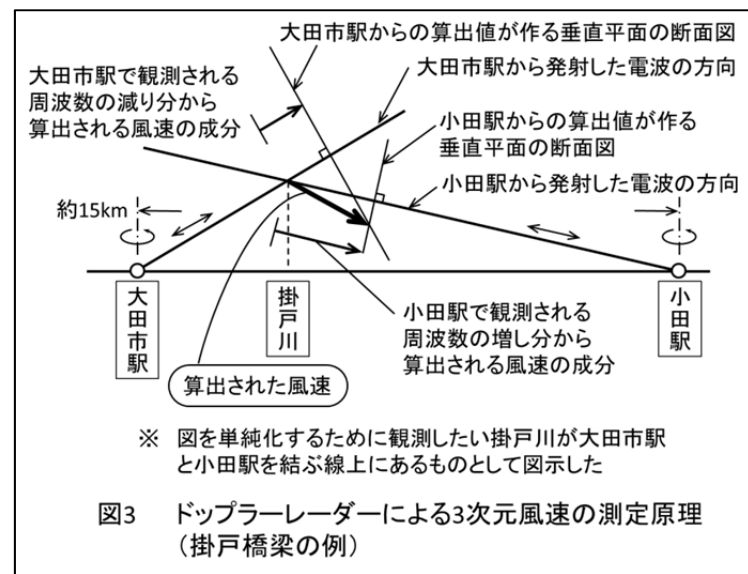 大田市駅からの算出値が作る垂直平面の断面図
大田市駅で観測される
周波数の減り分から
算出される風速の成分
大田市駅から発射した電波の方向
小田駅からの算出値が作る
垂直平面の断面図
小田駅から発射した電波の方向
約15km
大田市駅
掛戸川
小田駅
小田駅で観測される
周波数の増し分から
算出される風速の成分
算出された風速
※ 図を単純化するために観測したい掛戸川が大田市駅
と小田駅を結ぶ線上にあるものとして図示した
図3 ドップラーレーダーによる3次元風速の測定原理
（掛戸橋梁の例）